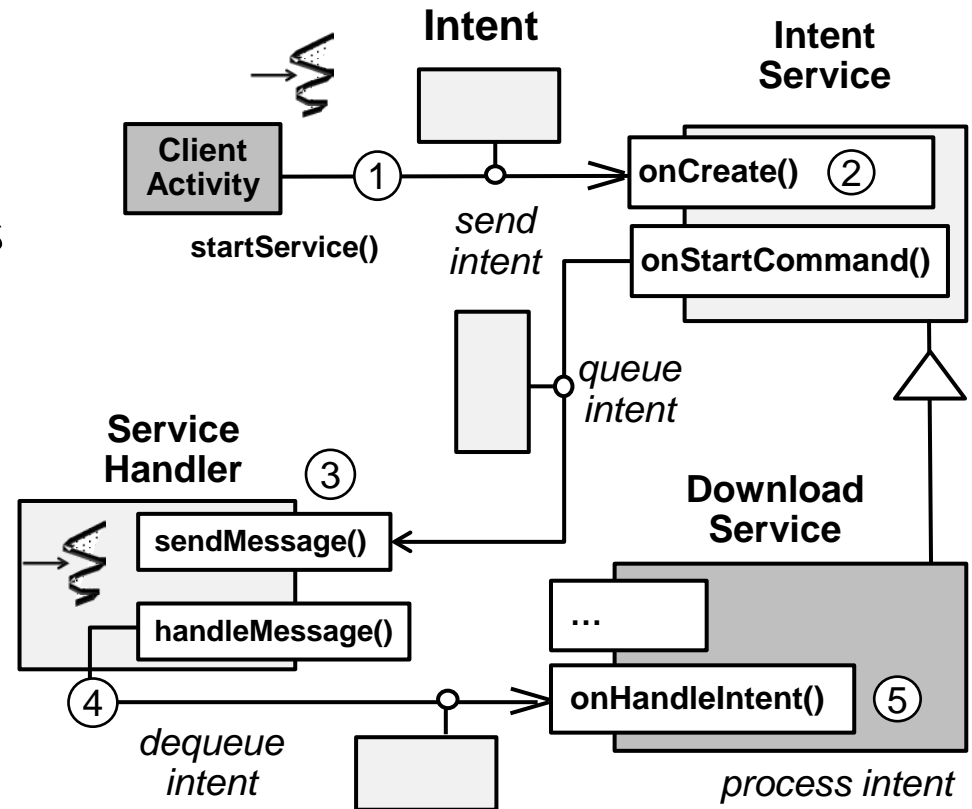 Intent
Intent
Service
Client
Activity
1
onCreate()
2
startService()
send
intent
onStartCommand()
s
queue
intent
Service
Handler
3
Download
Service
sendMessage()
...
handleMessage()
4
onHandleIntent()
5
dequeue
intent
process intent